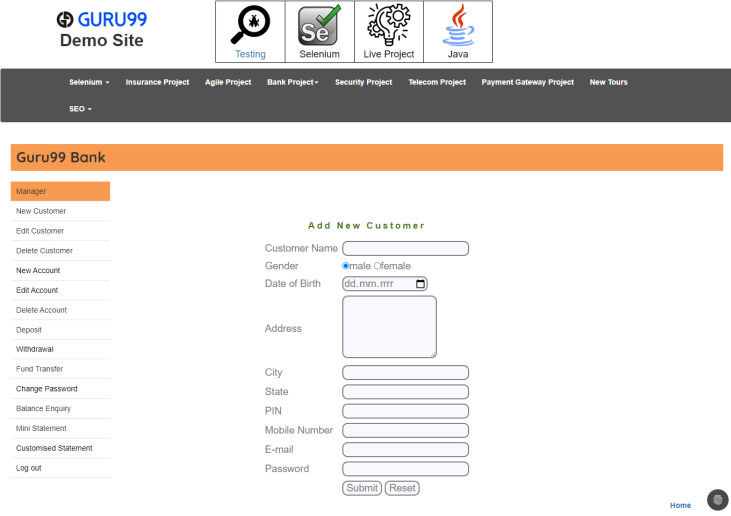 GURU99
Demo Site
Testing
Selenium
Live Project
Java
Se
Selenium
Insurance Project
Agile Project
Bank Project
Security Project
Telecom Project
Payment Gateway Project
New Tours
SEO
Guru99 Bank
Manager
New Customer
Edit Customer
Delete Customer
New Account
Edit Account
Delete Account
Deposit
Withdrawal
Fund Transfer
Change Password
Balance Enquiry
Mini Statement
Customised Statement
Log out
Add New Customer
Customer Name
Gender
male female
Date of Birth
dd.mm.rrrr
Address
City
State
PIN
Mobile Number
E-mail
Password
Submit Reset
Home